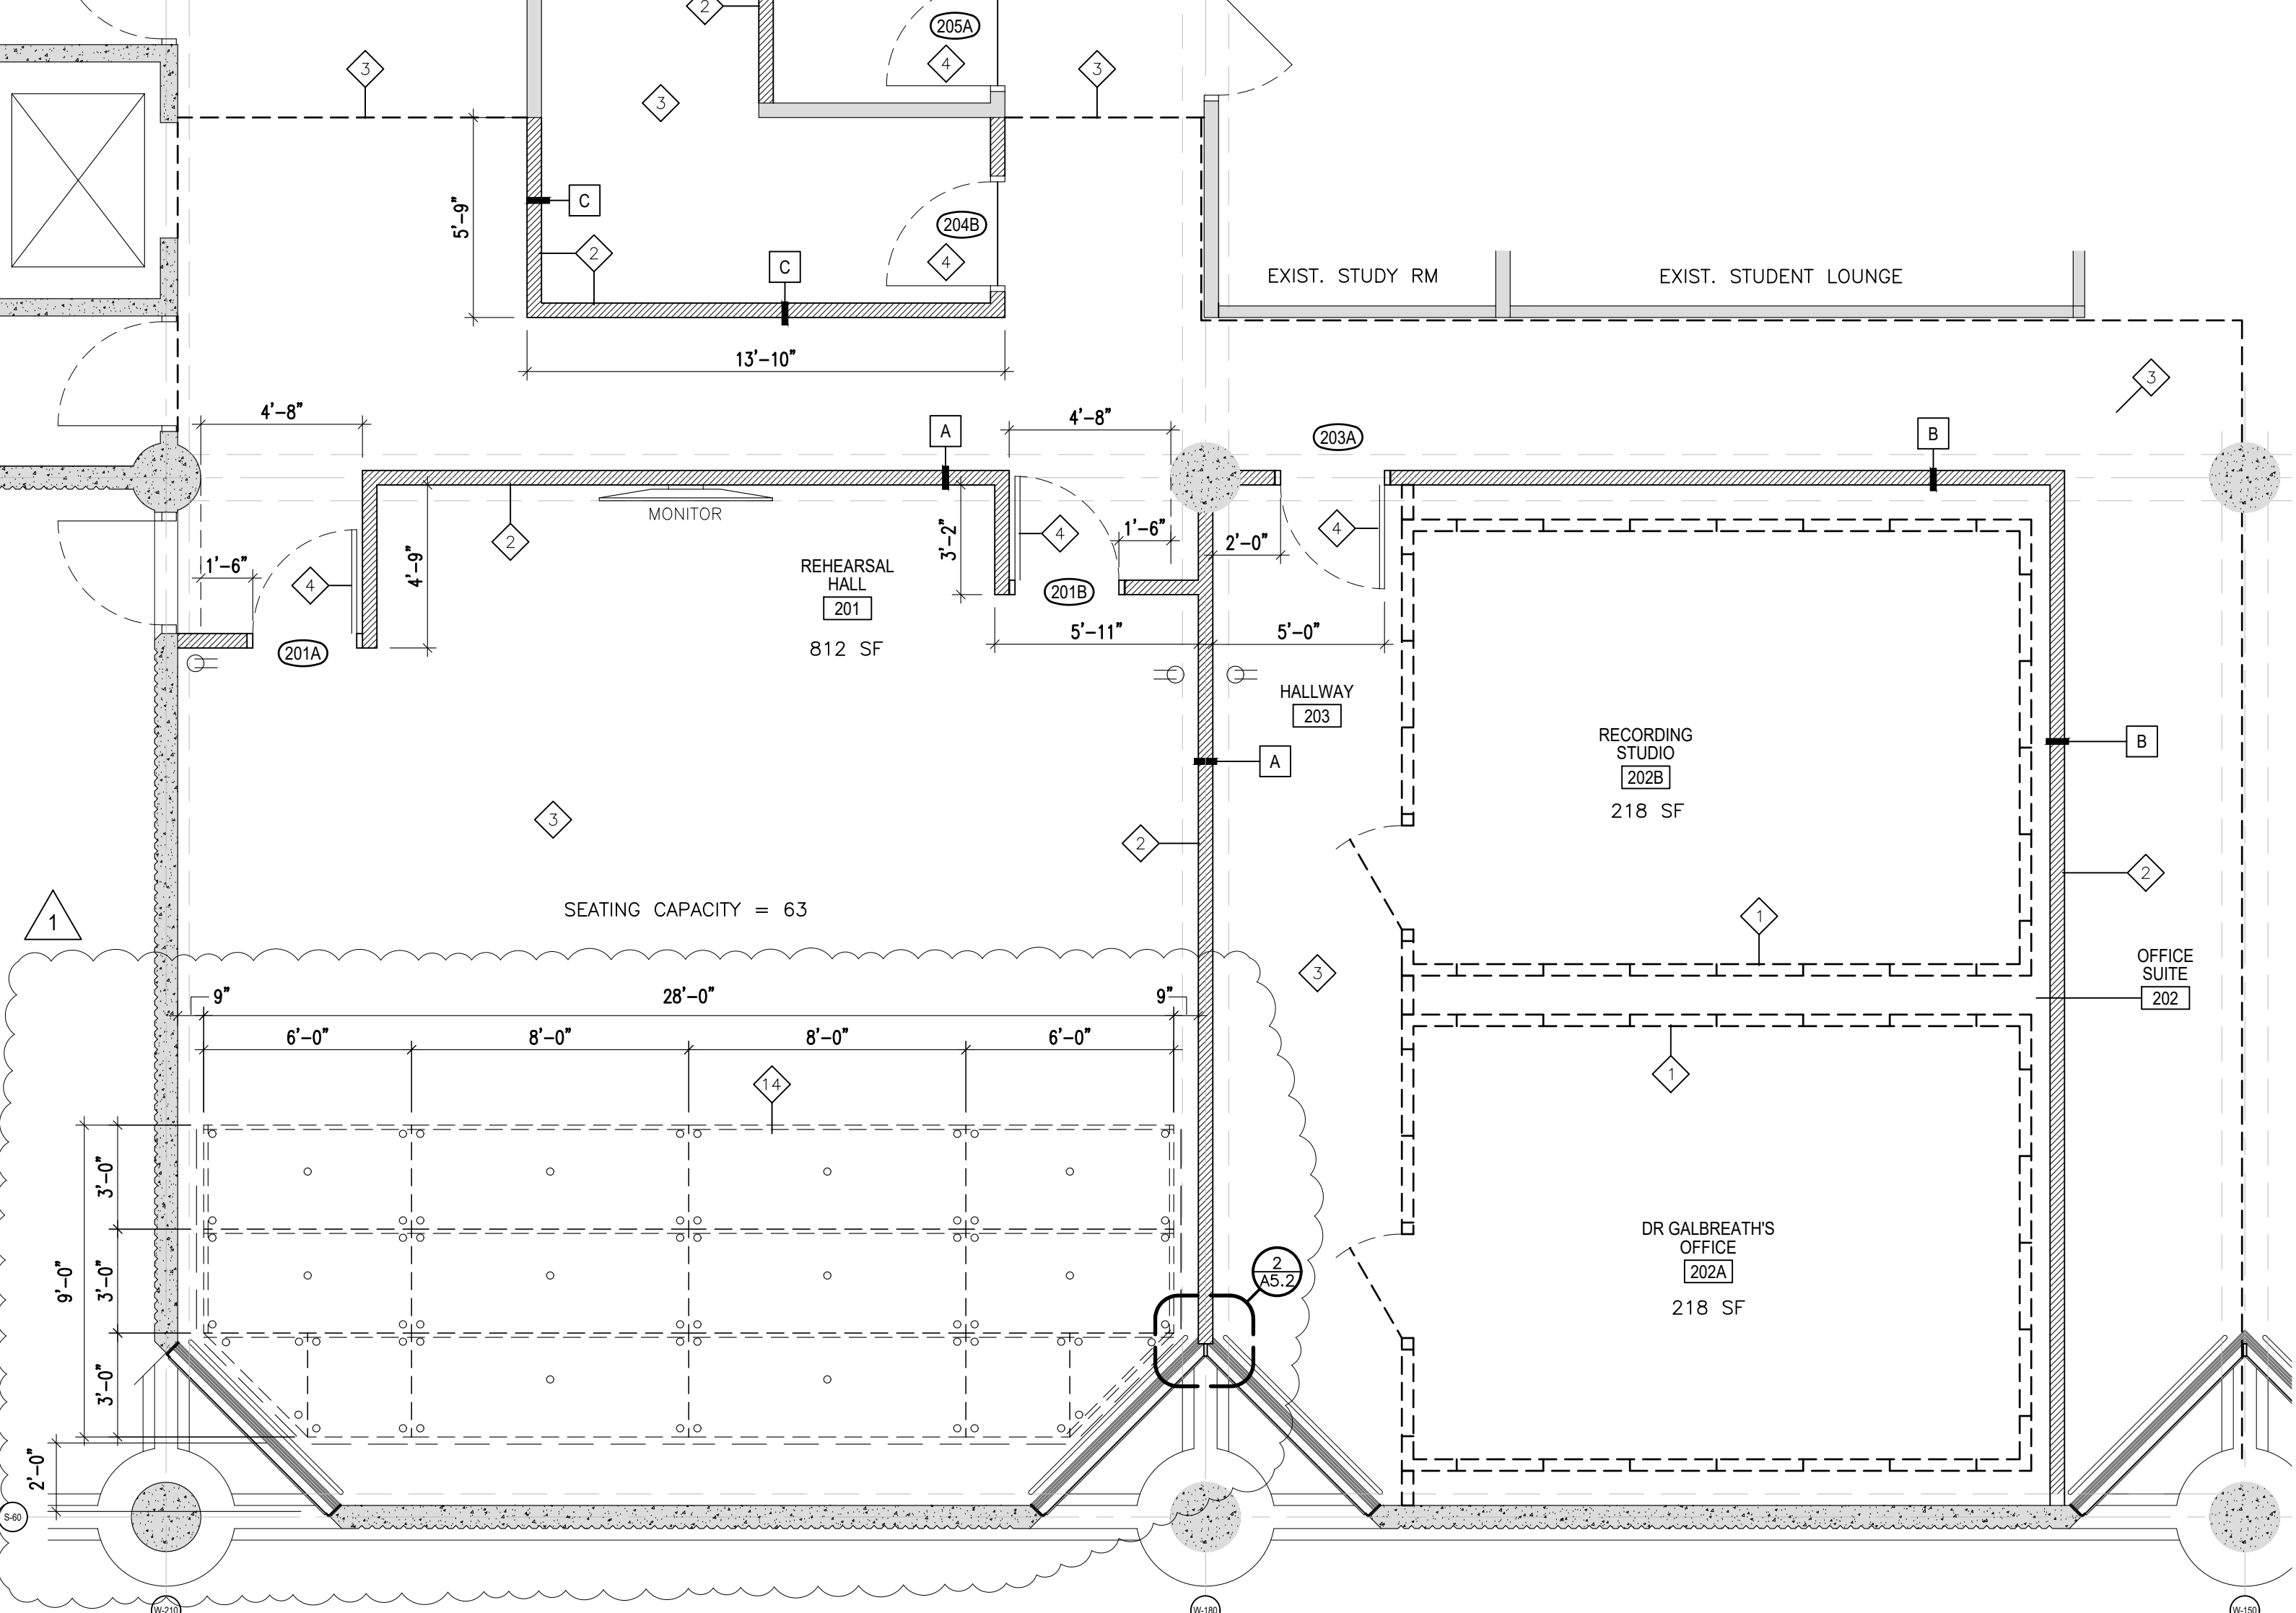 2
205A
4
3
3
3
C
5'-9"
204B
4
2
C
EXIST. STUDY RM
EXIST. STUDENT LOUNGE
13'-10"
3
4'-8"
A
4'-8"
203A
B
MONITOR
2
4
3'-2"
1'-6"
4
2'-0"
4'-9"
1'-6"
4
REHEARSAL
HALL
201
812 SF
201B
5'-11"
5'-0"
201A
HALLWAY
203
RECORDING
STUDIO
202B
218 SF
A
B
3
2
2
SEATING CAPACITY = 63
1
1
3
OFFICE
SUITE
202
9"
28'-0"
9"
6'-0"
8'-0"
8'-0"
6'-0"
14
1
3'-0"
9'-0"
3'-0"
3'-0"
2'-0"
2
A5.2
DR GALBREATH'S
OFFICE
202A
218 SF
S-60
W-210
W-180
W-150